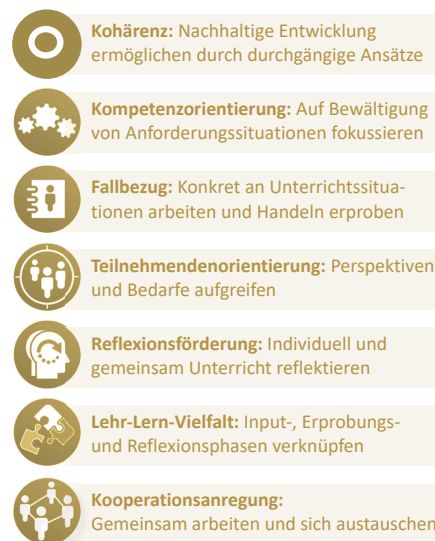 Kohärenz: Nachhaltige Entwicklung
ermöglichen durch durchgängige Ansätze
Kompetenzorientierung: Auf Bewältigung
von Anforderungssituationen fokussieren
Fallbezug: Konkret an Unterrichtssitua-
tionen arbeiten und Handeln erproben
Teilnehmendenorientierung: Perspektiven
und Bedarfe aufgreifen
Reflexionsförderung: Individuell und
gemeinsam Unterricht reflektieren
Lehr-Lern-Vielfalt: Input-, Erprobungs-
und Reflexionsphasen verknüpfen
Kooperationsanregung:
Gemeinsam arbeiten und sich austauschen